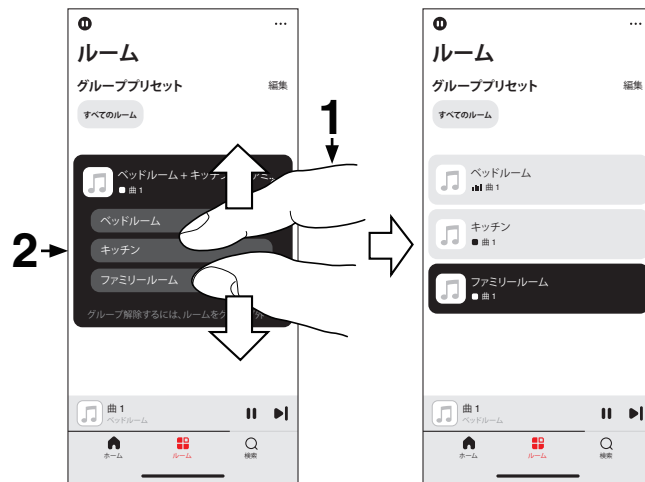 ルーム
グループプリセット
編集
すべてのルーム
ベッドルーム + キッチン
曲 1
ベッドルーム
キッチン
ファミリールーム
グループ解除するには、ルームを
曲 1
ベッドルーム
ホーム
ルーム
検索
1
2
ルーム
グループプリセット
編集
すべてのルーム
ベッドルーム
曲 1
キッチン
曲 1
ファミリールーム
曲 1
曲 1
ベッドルーム
ホーム
ルーム
検索